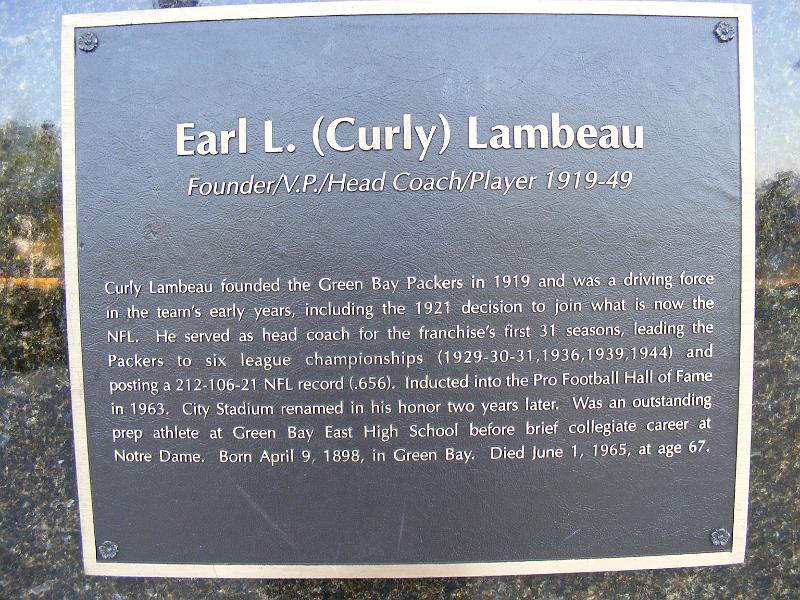 Earl L. (Curly) Lambeau
Founder/V.P./Head Coach/Player 1919-49
Curly Lambeau founded the Green Bay Packers in 1919 and was a driving force
in the team's early years, including the 1921 decision to join what is now the
NFL. He served as head coach for the franchise's first 31 seasons, leading the
Packers to six league championships (1929-30-31,1936,1939,1944) and
posting a 212-106-21 NFL record (.656). Inducted into the Pro Football Hall of Fame
in 1963. City Stadium renamed in his honor two years later. Was an outstanding
prep athlete at Green Bay East High School before brief collegiate career at
Notre Dame. Born April 9, 1898, in Green Bay. Died June 1, 1965, at age 67.